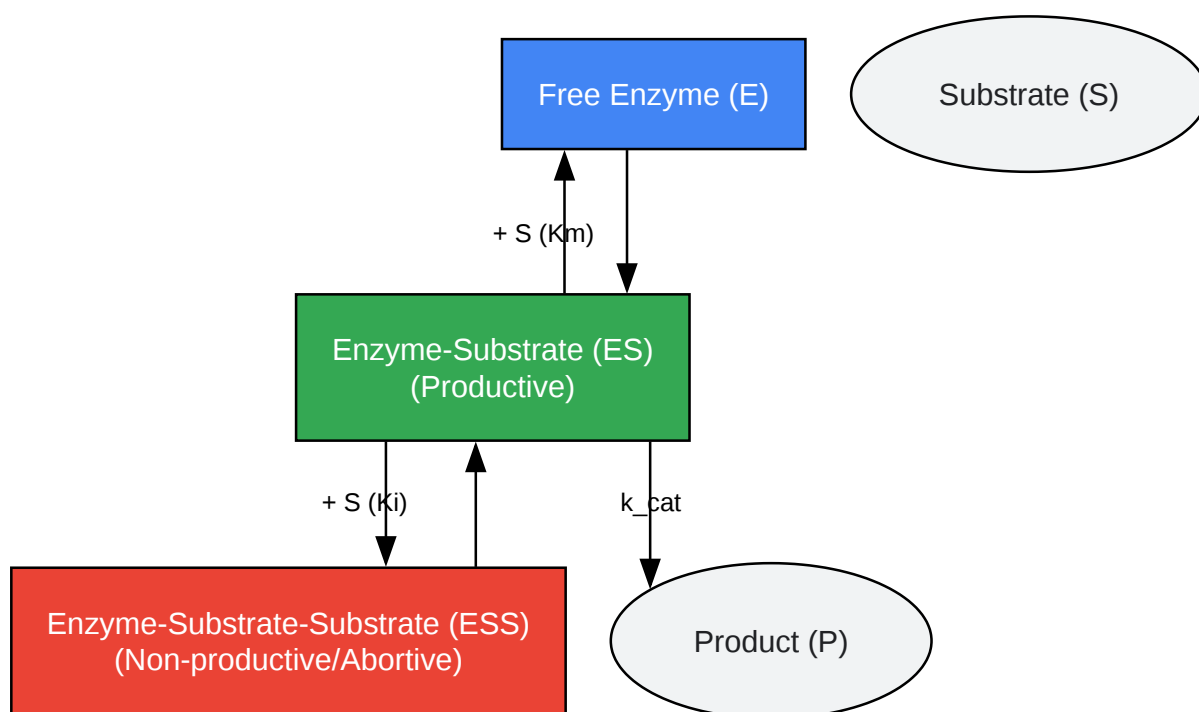 Free Enzyme (E)
Substrate (S)
+ S (Km)
Enzyme-Substrate (ES)
(Productive)
+ S (Ki)
k_cat
Enzyme-Substrate-Substrate (ESS)
(Non-productive/Abortive)
Product (P)